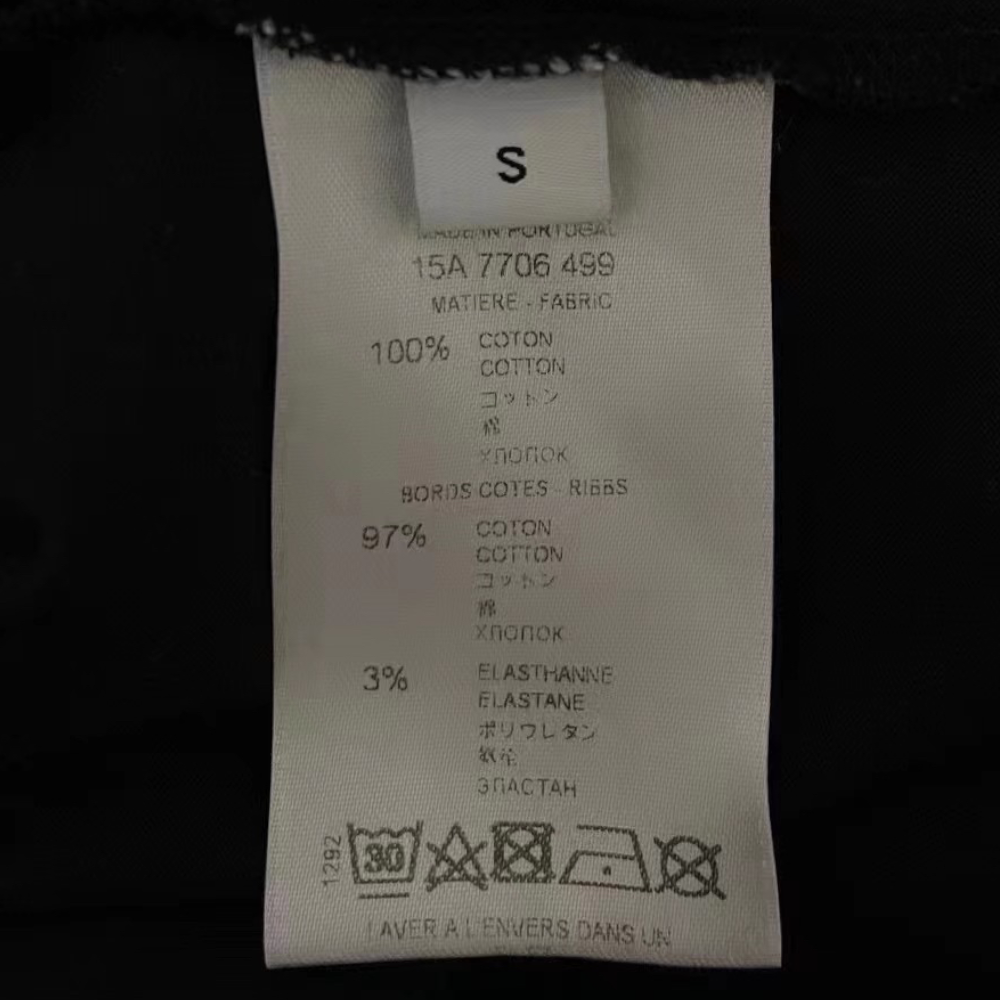 S
MADE IN PORTUGAL
15A 7706 499
MATIERE - FABRIC
100% COTON
COTTON
コットン
棉
ХЛОПОК
BORDS COTES - RIBBS
97% COTON
COTTON
コットン
棉
ХЛОПОК
3% ELASTHANNE
ELASTANE
ポリウレタン
ЭЛАСТАН
1292
30
LAVER A L'ENVERS DANS UN